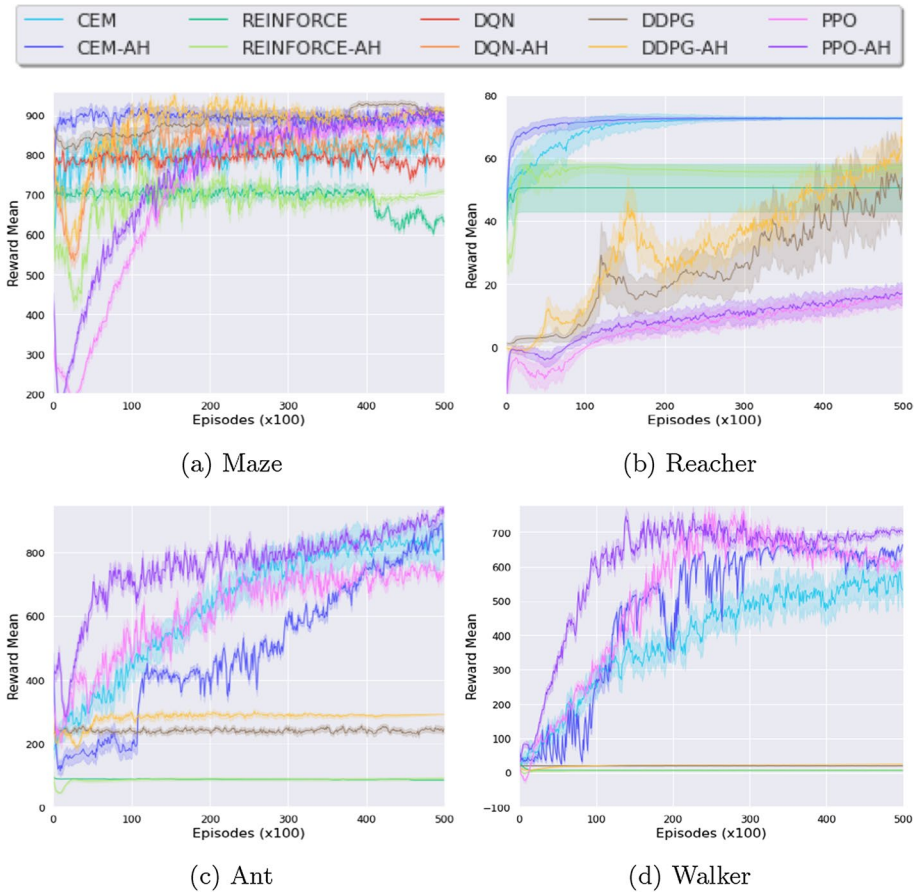 CEM REINFORCE DQN DDPG PPO
CEM-AH REINFORCE-AH DQN-AH DDPG-AH PPO-AH
900
800
700
600
500
400
300
200
Reward Mean
0 100 200 300 400 500
Episodes (x100)
(a) Maze
80
60
40
20
0
Reward Mean
0 100 200 300 400 500
Episodes (x100)
(b) Reacher
800
600
400
200
0
Reward Mean
0 100 200 300 400 500
Episodes (x100)
(c) Ant
700
600
500
400
300
200
100
0
−100
Reward Mean
0 100 200 300 400 500
Episodes (x100)
(d) Walker